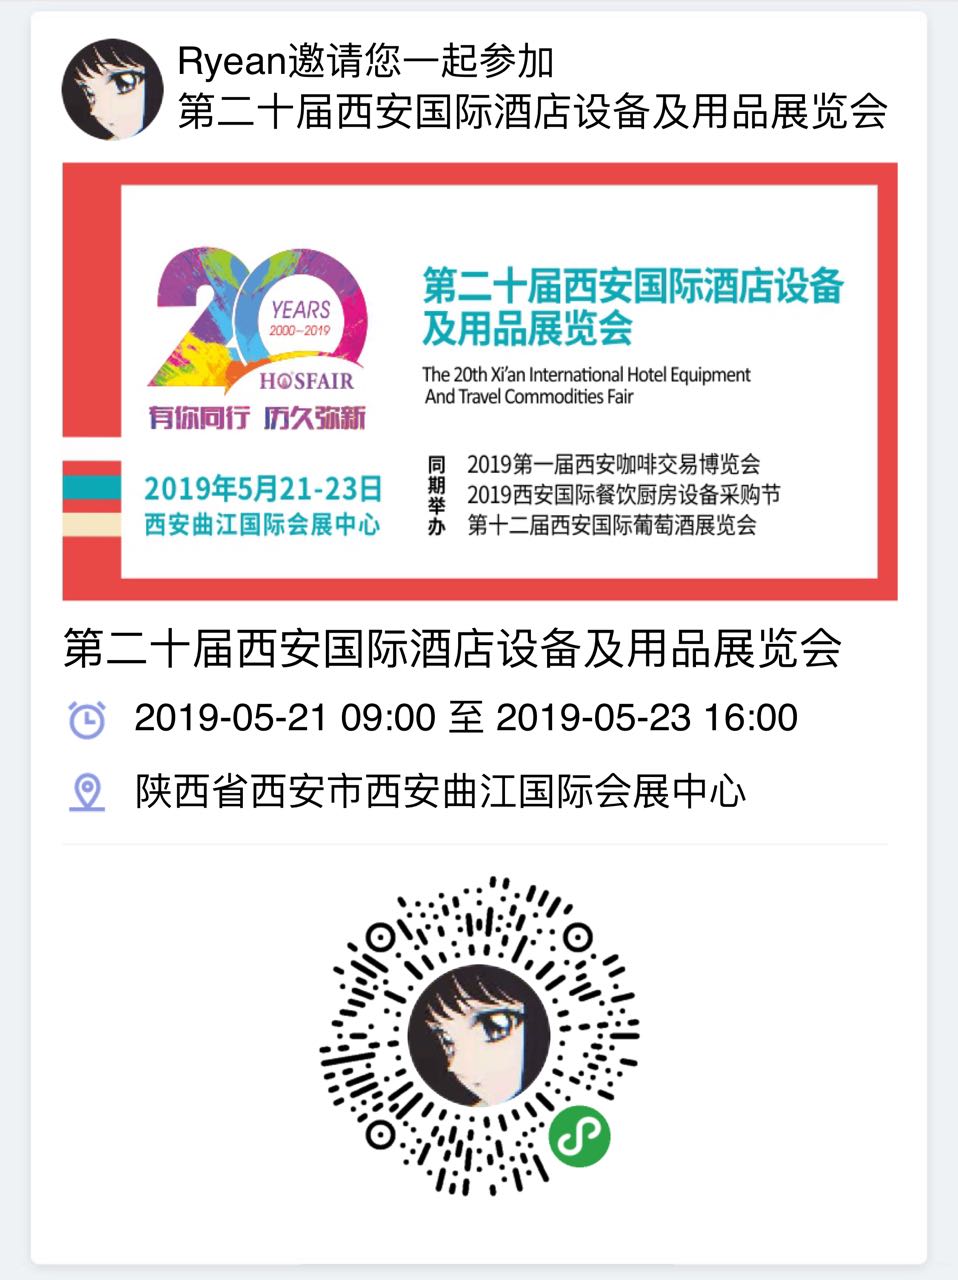 Ryean邀请您一起参加
第二十届西安国际酒店设备及用品展览会
20
YEARS
2000-2019
HOSFAIR
有你同行 历久弥新
2019年5月21-23日
西安曲江国际会展中心
第二十届西安国际酒店设备
及用品展览会
The 20th Xi'an International Hotel Equipment
And Travel Commodities Fair
同期举办
2019第一届西安咖啡交易博览会
2019西安国际餐饮厨房设备采购节
第十二届西安国际葡萄酒展览会
第二十届西安国际酒店设备及用品展览会
2019-05-21 09:00 至 2019-05-23 16:00
陕西省西安市西安曲江国际会展中心